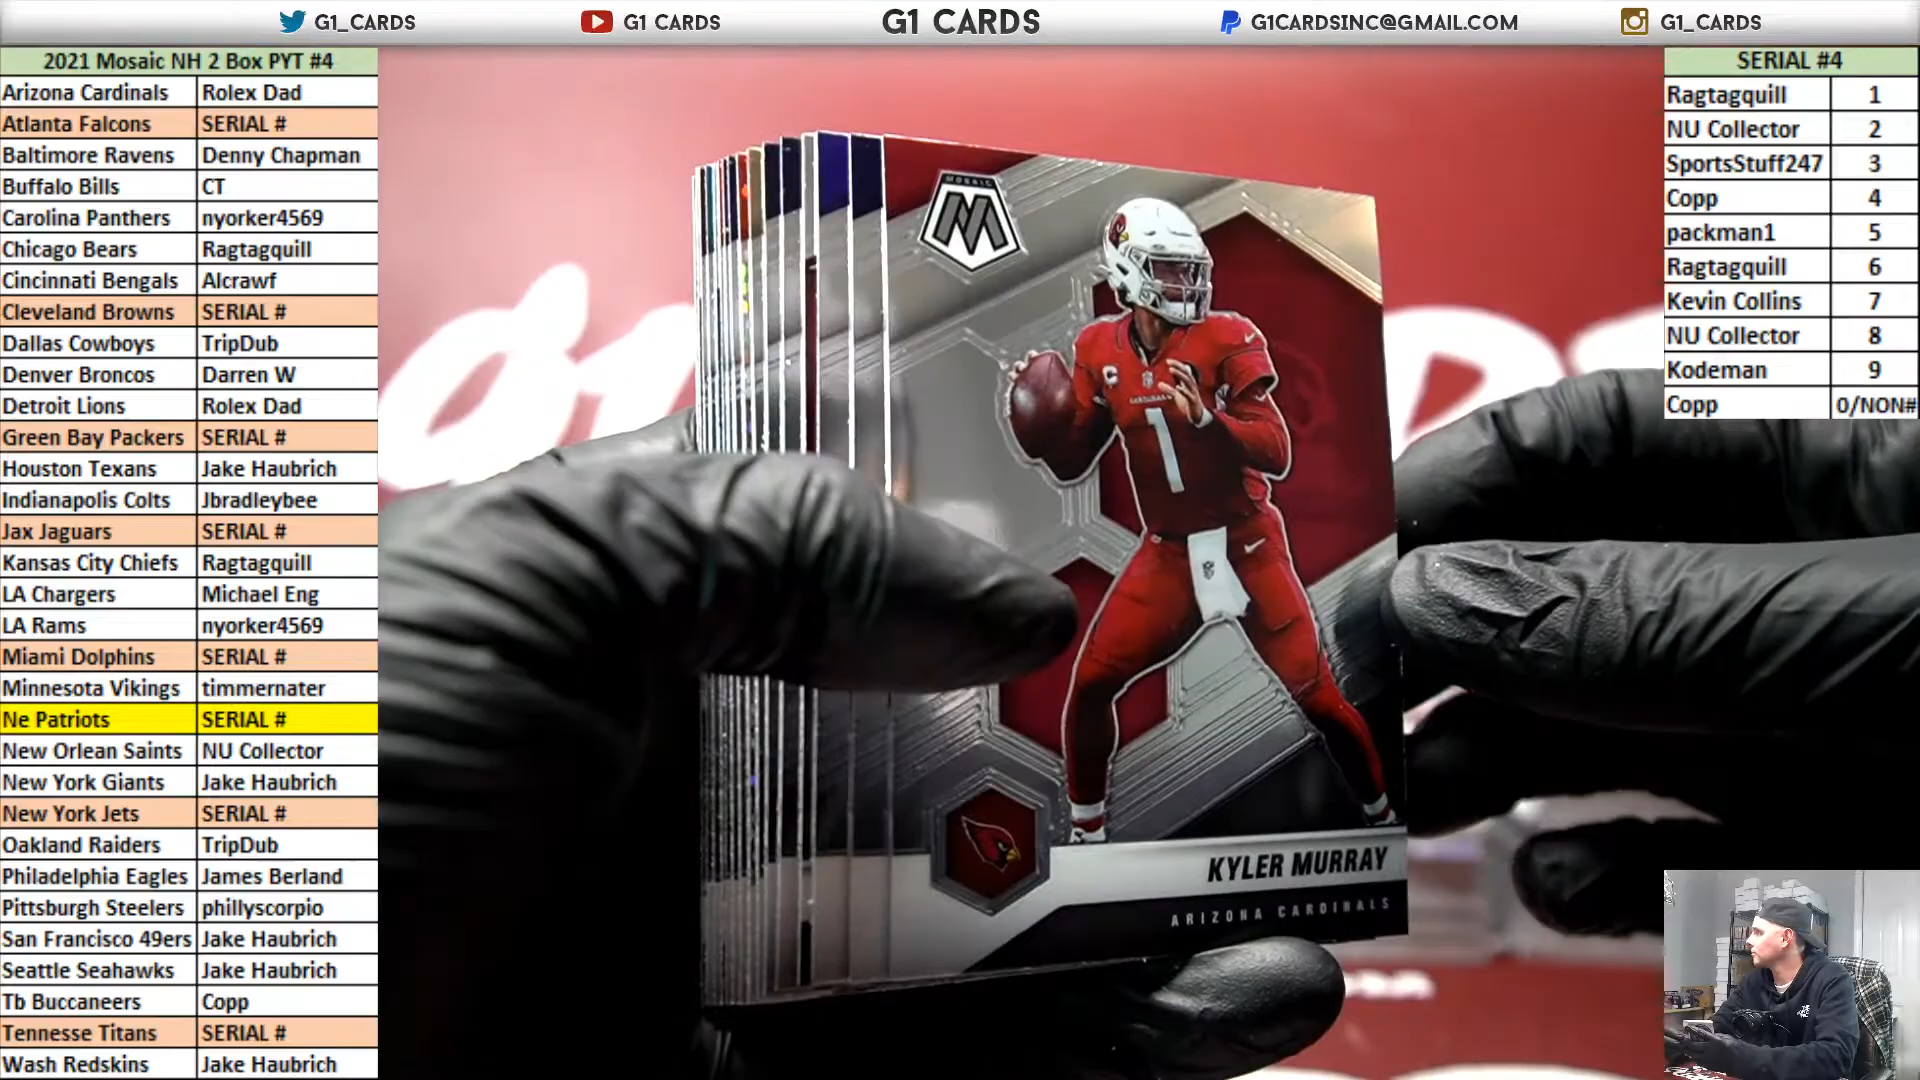 G1_CARDS
G1 CARDS
G1 CARDS
G1CARDSINC@GMAIL.COM
G1_CARDS
2021 Mosaic NH 2 Box PYT #4
Arizona Cardinals Rolex Dad
Atlanta Falcons SERIAL #
Baltimore Ravens Denny Chapman
Buffalo Bills CT
Carolina Panthers nyorker4569
Chicago Bears Ragtagquill
Cincinnati Bengals Alcrawf
Cleveland Browns SERIAL #
Dallas Cowboys TripDub
Denver Broncos Darren W
Detroit Lions Rolex Dad
Green Bay Packers SERIAL #
Houston Texans Jake Haubrich
Indianapolis Colts Jbradleybee
Jax Jaguars SERIAL #
Kansas City Chiefs Ragtagquill
LA Chargers Michael Eng
LA Rams nyorker4569
Miami Dolphins SERIAL #
Minnesota Vikings timmernater
Ne Patriots SERIAL #
New Orlean Saints NU Collector
New York Giants Jake Haubrich
New York Jets SERIAL #
Oakland Raiders TripDub
Philadelphia Eagles James Berland
Pittsburgh Steelers phillyscorpio
San Francisco 49ers Jake Haubrich
Seattle Seahawks Jake Haubrich
Tb Buccaneers Copp
Tennesse Titans SERIAL #
Wash Redskins Jake Haubrich
MOSAIC
M
C
CARDINALS
1
KYLER MURRAY
ARIZONA CARDINALS
SERIAL #4
Ragtagquill 1
NU Collector 2
SportsStuff247 3
Copp 4
packman1 5
Ragtagquill 6
Kevin Collins 7
NU Collector 8
Kodeman 9
Copp 0/NON#